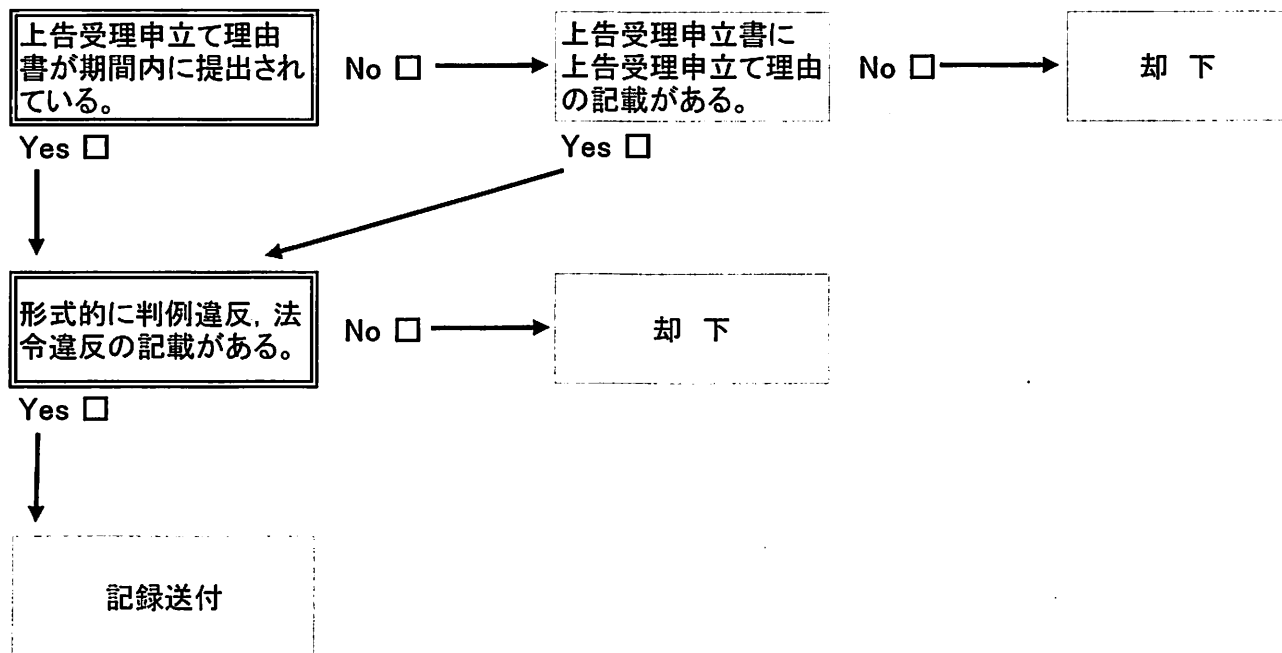 上告受理申立て理由
書が期間内に提出され
ている。
No □
上告受理申立書に
上告受理申立て理由
の記載がある。
No □
却 下
Yes □
Yes □
形式的に判例違反,法
令違反の記載がある。
No □
却 下
Yes □
記録送付